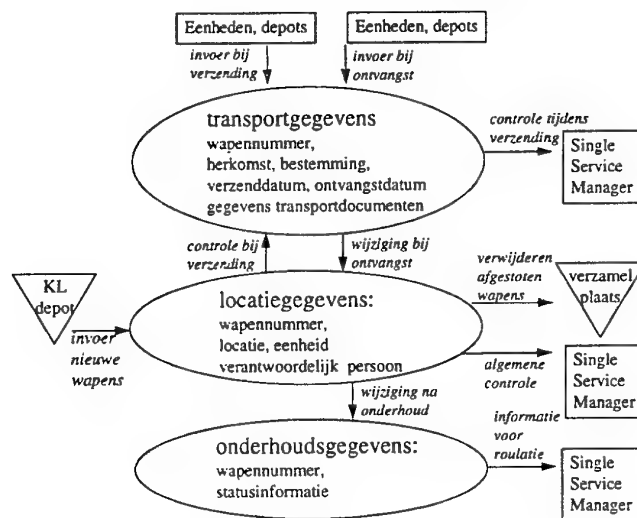 Eenheden, depots
Eenheden, depots
invoer bij
verzending
invoer bij
ontvangst
transportgegevens
wapennummer,
herkomst, bestemming,
verzenddatum, ontvangstdatum
gegevens transportdocumenten
controle tijdens
verzending
Single
Service
Manager
controle bij
verzending
wijziging bij
ontvangst
KL
depot
invoer
nieuwe
wapens
locatiegegevens:
wapennummer,
locatie, eenheid
verantwoordelijk persoon
verwijderen
afgestoten
wapens
verzamel
plaats
algemene
controle
Single
Service
Manager
wijziging na
onderhoud
onderhoudsgegevens:
wapennummer,
statusinformatie
informatie
voor
roulatie
Single
Service
Manager